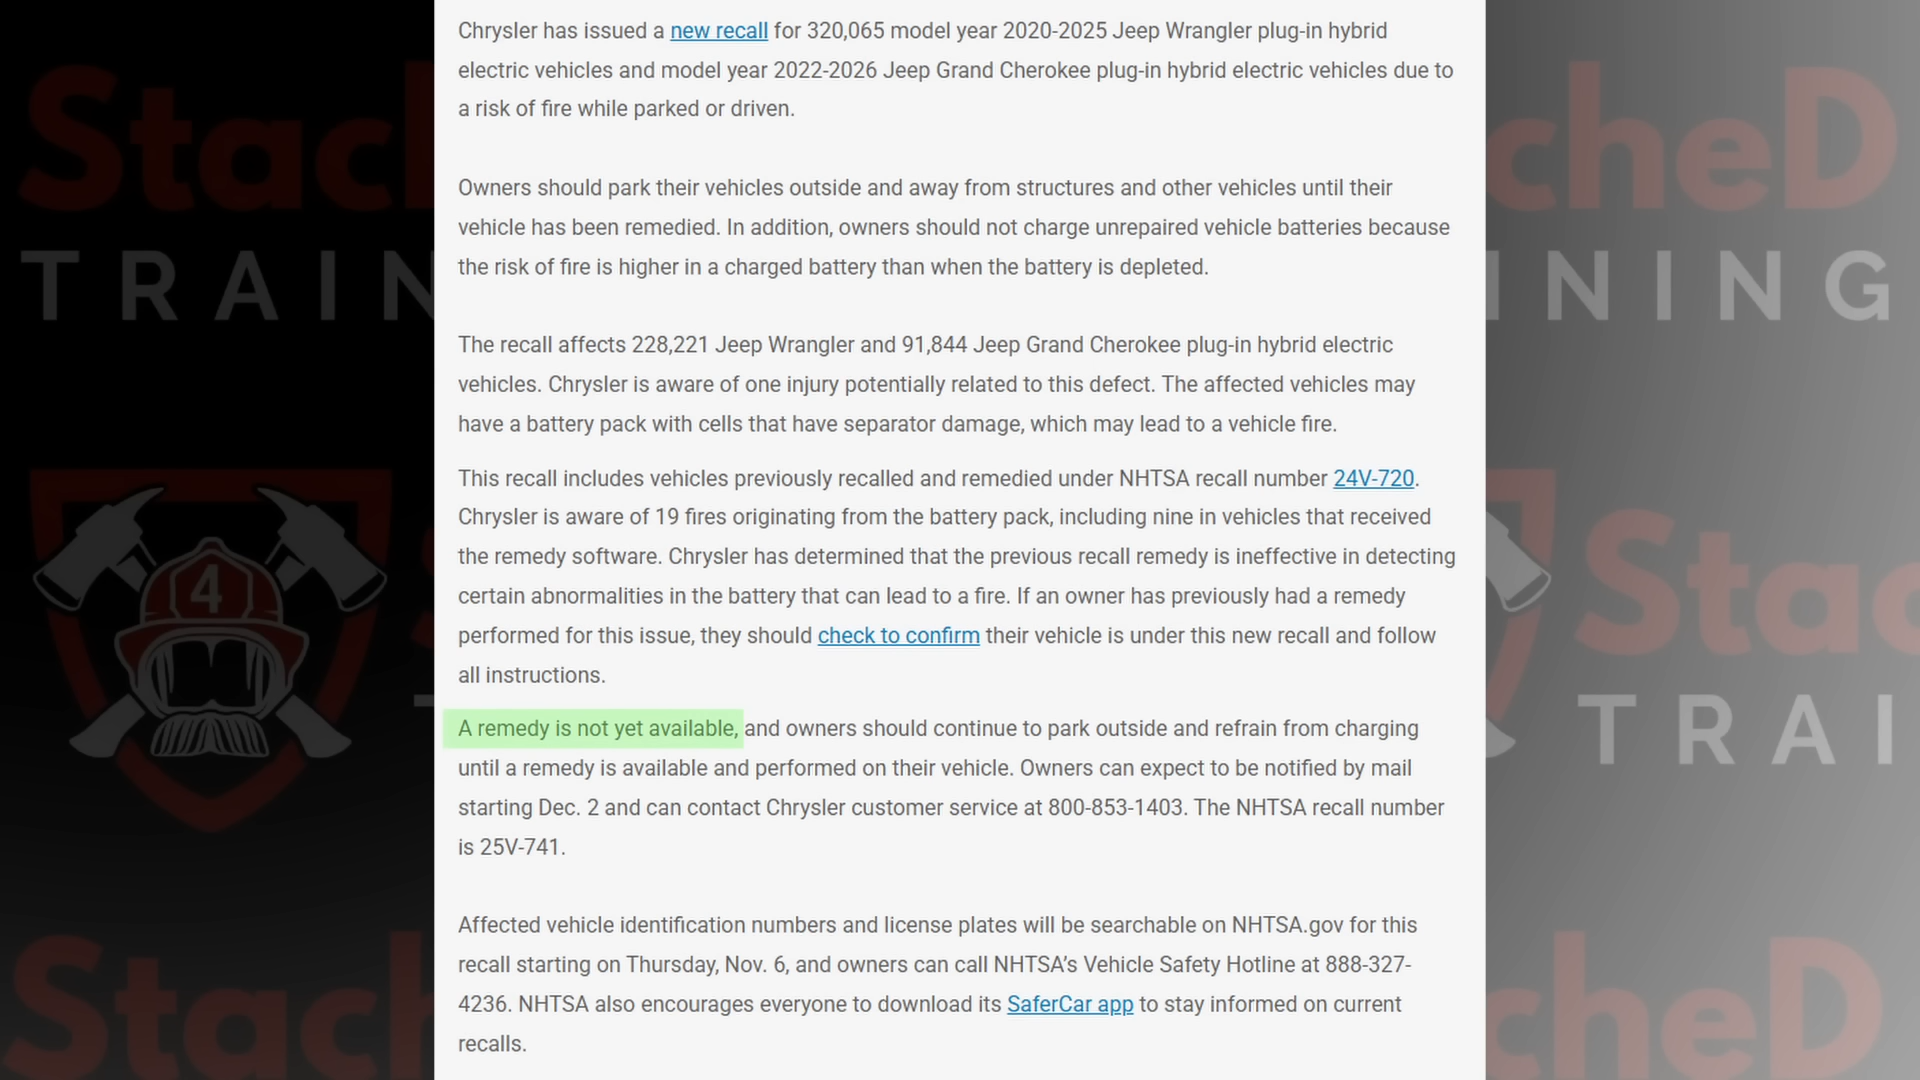 Chrysler has issued a new recall for 320,065 model year 2020-2025 Jeep Wrangler plug-in hybrid
electric vehicles and model year 2022-2026 Jeep Grand Cherokee plug-in hybrid electric vehicles due to
a risk of fire while parked or driven.
Owners should park their vehicles outside and away from structures and other vehicles until their
vehicle has been remedied. In addition, owners should not charge unrepaired vehicle batteries because
the risk of fire is higher in a charged battery than when the battery is depleted.
The recall affects 228,221 Jeep Wrangler and 91,844 Jeep Grand Cherokee plug-in hybrid electric
vehicles. Chrysler is aware of one injury potentially related to this defect. The affected vehicles may
have a battery pack with cells that have separator damage, which may lead to a vehicle fire.
This recall includes vehicles previously recalled and remedied under NHTSA recall number 24V-720.
Chrysler is aware of 19 fires originating from the battery pack, including nine in vehicles that received
the remedy software. Chrysler has determined that the previous recall remedy is ineffective in detecting
certain abnormalities in the battery that can lead to a fire. If an owner has previously had a remedy
performed for this issue, they should check to confirm their vehicle is under this new recall and follow
all instructions.
A remedy is not yet available, and owners should continue to park outside and refrain from charging
until a remedy is available and performed on their vehicle. Owners can expect to be notified by mail
starting Dec. 2 and can contact Chrysler customer service at 800-853-1403. The NHTSA recall number
is 25V-741.
Affected vehicle identification numbers and license plates will be searchable on NHTSA.gov for this
recall starting on Thursday, Nov. 6, and owners can call NHTSA’s Vehicle Safety Hotline at 888-327-
4236. NHTSA also encourages everyone to download its SaferCar app to stay informed on current
recalls.
Stach
TRAIN
4
Stach
cheD
INING
Stac
TRAI
cheD